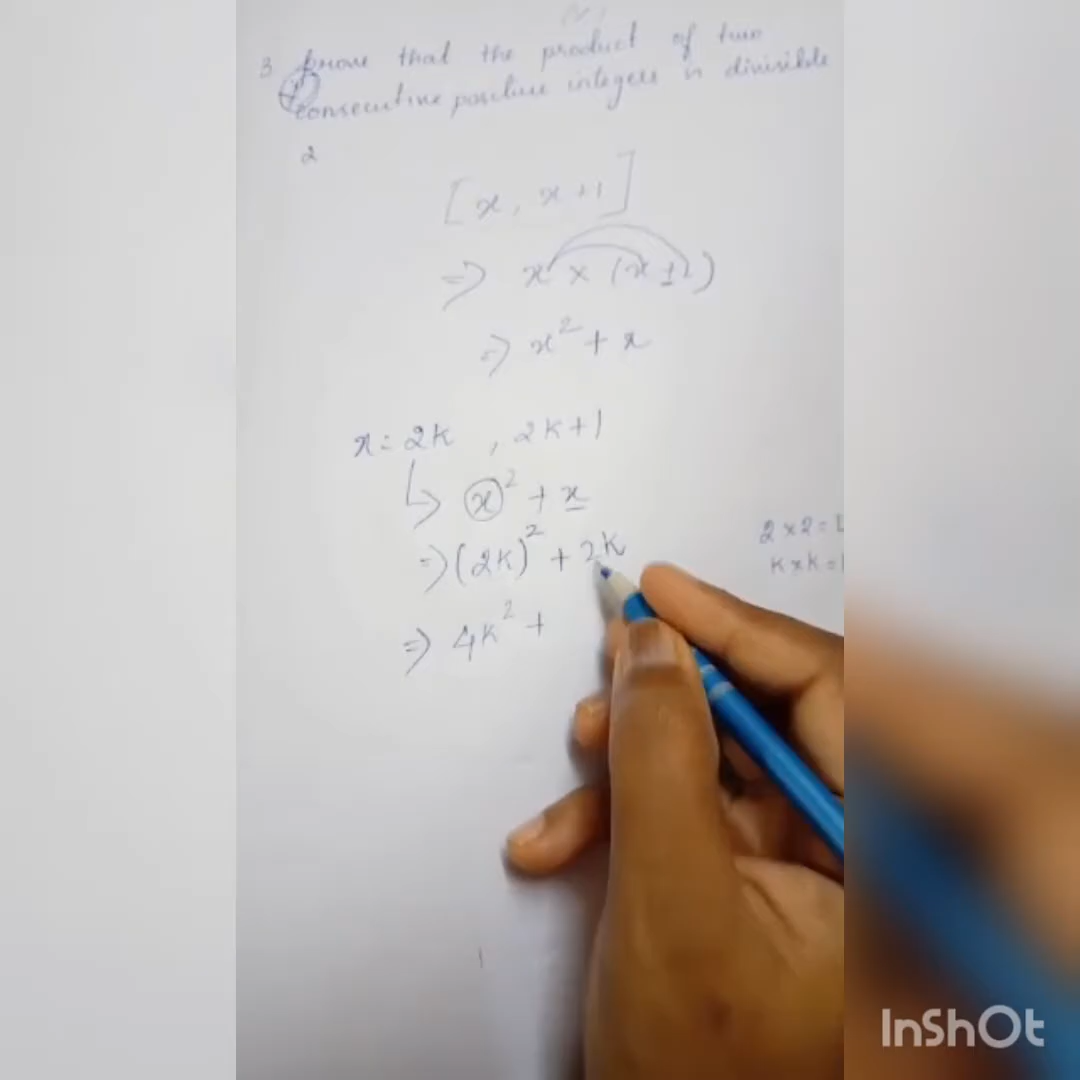 3 prove that the product of two
consecutive positive integers is divisible
2
[x, x+1]
=> x × (x+1)
=> x² + x
x = 2k , 2k+1
↳> x² + x
=> (2k)² + 2k
=> 4k² +
2×2=
k×k=
InShOt